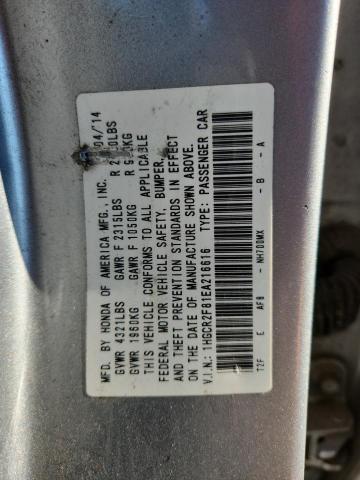 MFD. BY HONDA OF AMERICA MFG., INC. 04/'14
GVWR 4321LBS GAWR F 2315LBS R
GVWR 1960KG GAWR F 1050KG R
THIS VEHICLE CONFORMS TO ALL APPLICABLE
FEDERAL MOTOR VEHICLE SAFETY, BUMPER,
AND THEFT PREVENTION STANDARDS IN EFFECT
ON THE DATE OF MANUFACTURE SHOWN ABOVE.
V.I.N.: 1HGCR2F81EA216616 TYPE: PASSENGER CAR
T2F E AF8 - NH700MX - B - A